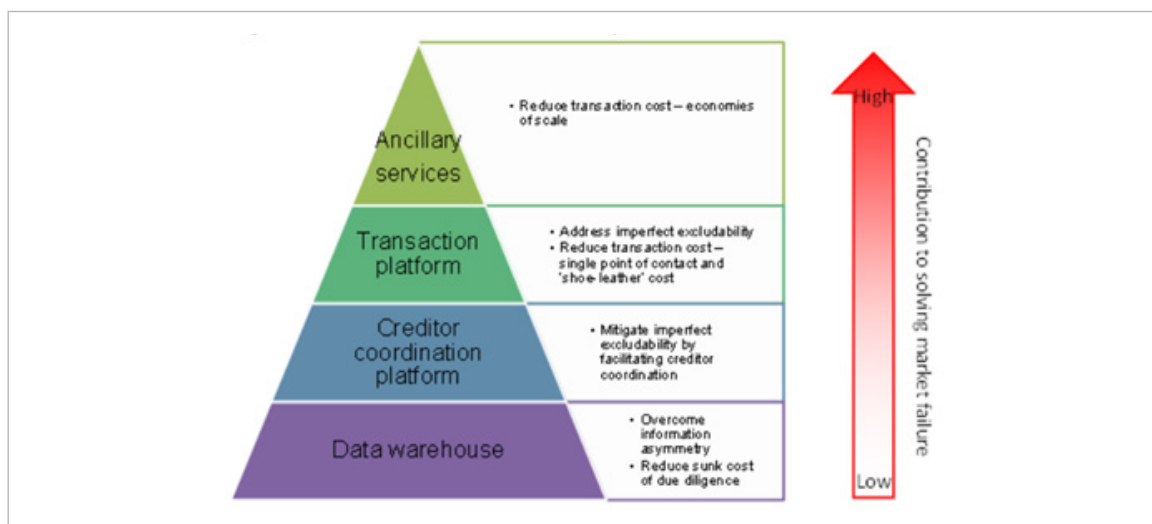 Ancillary
services
• Reduce transaction cost – economies
of scale
Transaction
platform
• Address imperfect excludability
• Reduce transaction cost –
single point of contact and
'shoe-leather' cost
Creditor
coordination
platform
• Mitigate imperfect
excludability by
facilitating creditor
coordination
Data warehouse
• Overcome
information
asymmetry
• Reduce sunk cost
of due diligence
High
Low
Contribution to solving market failure